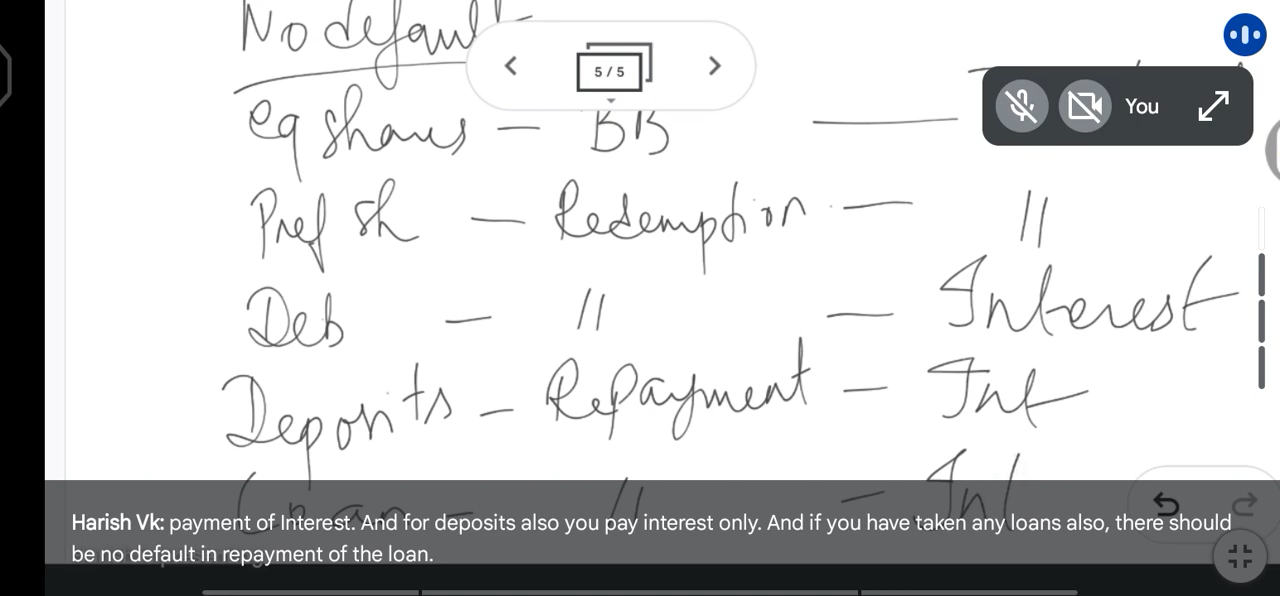 No default
5 / 5
You
eq shares - BB —
Pref sh - Redemption - "
Deb - " - Interest
Deposits - Repayment - Int
Loan - " - Int
Harish Vk: payment of Interest. And for deposits also you pay interest only. And if you have taken any loans also, there should
be no default in repayment of the loan.